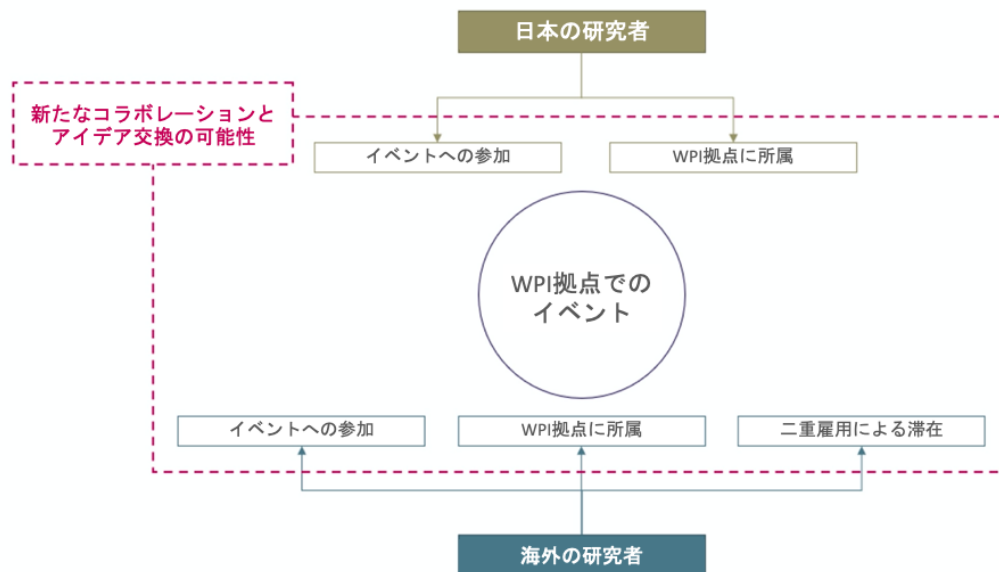 日本の研究者
新たなコラボレーションと
アイデア交換の可能性
イベントへの参加
WPI拠点に所属
WPI拠点での
イベント
イベントへの参加
WPI拠点に所属
二重雇用による滞在
海外の研究者